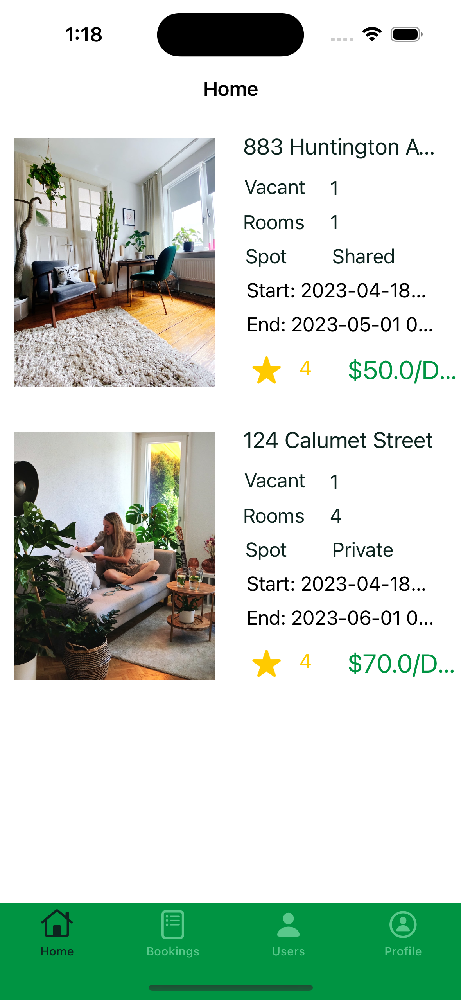 1:18
Home
883 Huntington A...
Vacant 1
Rooms 1
Spot Shared
Start: 2023-04-18...
End: 2023-05-01 0...
4 $50.0/D...
124 Calumet Street
Vacant 1
Rooms 4
Spot Private
Start: 2023-04-18...
End: 2023-06-01 0...
4 $70.0/D...
Home Bookings Users Profile